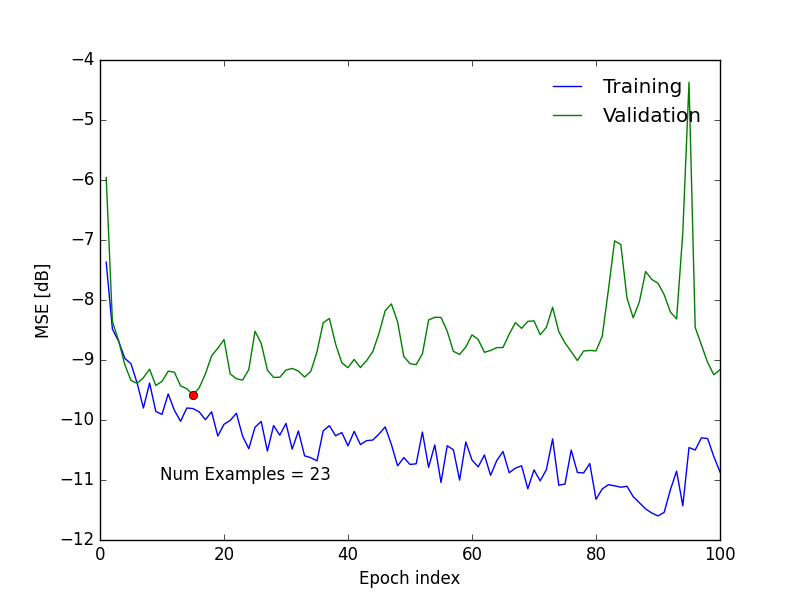 −4
−5
−6
−7
−8
−9
−10
−11
−12
MSE [dB]
Training
Validation
Num Examples = 23
0 20 40 60 80 100
Epoch index